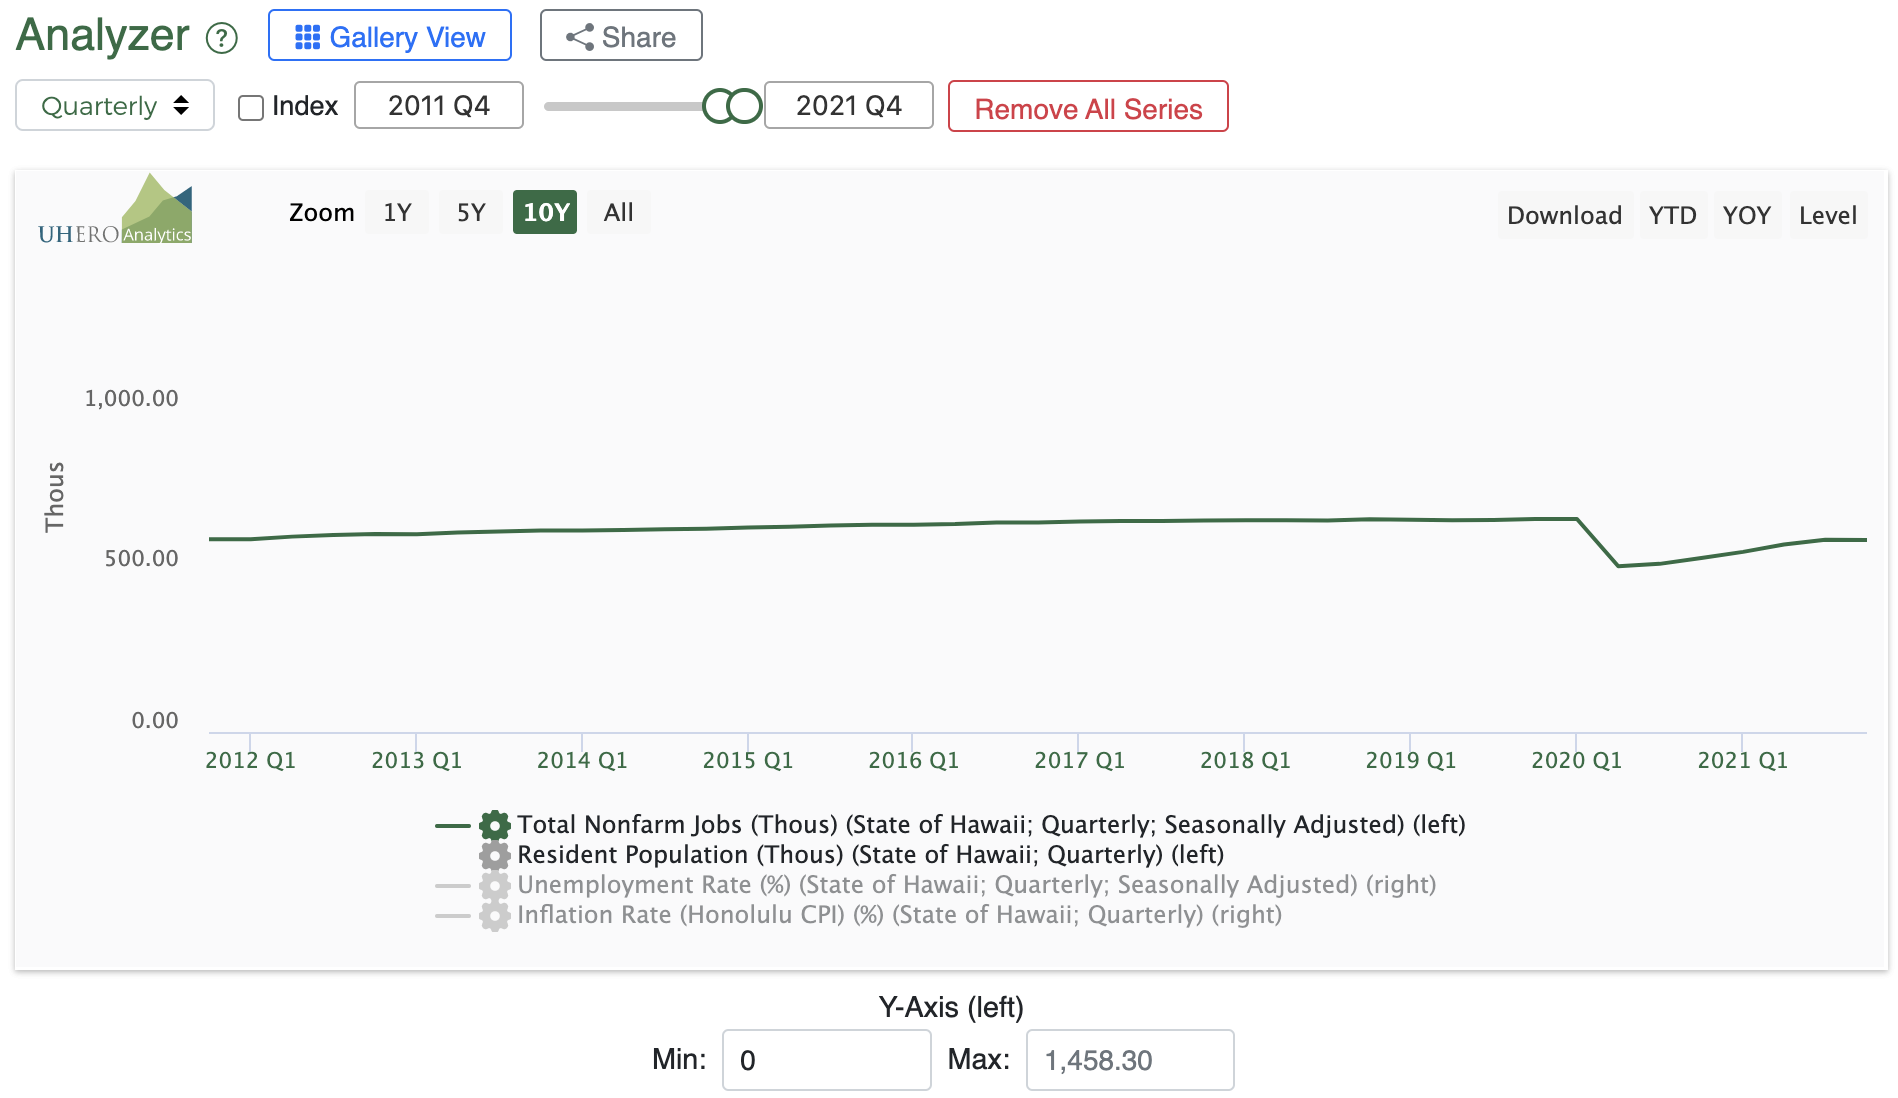 Analyzer ? Gallery View Share
Quarterly Index 2011 Q4 2021 Q4 Remove All Series
UHERO Analytics
Zoom 1Y 5Y 10Y All
Download YTD YOY Level
1,000.00
Thous
500.00
0.00
2012 Q1 2013 Q1 2014 Q1 2015 Q1 2016 Q1 2017 Q1 2018 Q1 2019 Q1 2020 Q1 2021 Q1
Total Nonfarm Jobs (Thous) (State of Hawaii; Quarterly; Seasonally Adjusted) (left)
Resident Population (Thous) (State of Hawaii; Quarterly) (left)
Unemployment Rate (%) (State of Hawaii; Quarterly; Seasonally Adjusted) (right)
Inflation Rate (Honolulu CPI) (%) (State of Hawaii; Quarterly) (right)
Y-Axis (left)
Min: 0 Max: 1,458.30